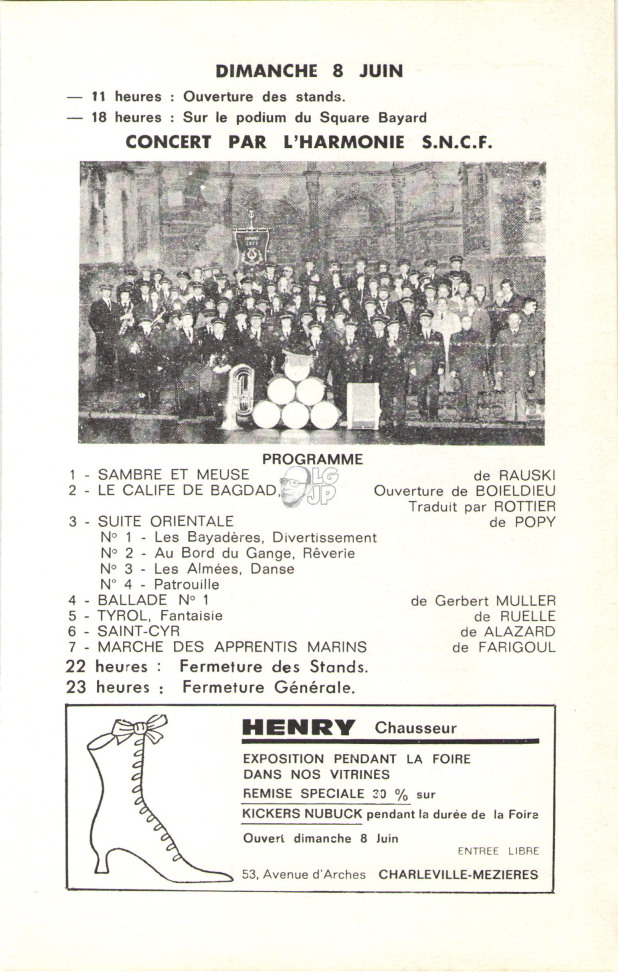 DIMANCHE 8 JUIN
— 11 heures : Ouverture des stands.
— 18 heures : Sur le podium du Square Bayard
CONCERT PAR L'HARMONIE S.N.C.F.
PROGRAMME
1 - SAMBRE ET MEUSE de RAUSKI
2 - LE CALIFE DE BAGDAD, Ouverture de BOIELDIEU
Traduit par ROTTIER
3 - SUITE ORIENTALE de POPY
N° 1 - Les Bayadères, Divertissement
N° 2 - Au Bord du Gange, Rêverie
N° 3 - Les Almées, Danse
N° 4 - Patrouille
4 - BALLADE N° 1 de Gerbert MULLER
5 - TYROL, Fantaisie de RUELLE
6 - SAINT-CYR de ALAZARD
7 - MARCHE DES APPRENTIS MARINS de FARIGOUL
22 heures : Fermeture des Stands.
23 heures : Fermeture Générale.
LG
JP
HENRY Chausseur
EXPOSITION PENDANT LA FOIRE
DANS NOS VITRINES
REMISE SPECIALE 30 % sur
KICKERS NUBUCK pendant la durée de la Foire
Ouvert dimanche 8 Juin
ENTREE LIBRE
53, Avenue d'Arches CHARLEVILLE-MEZIERES